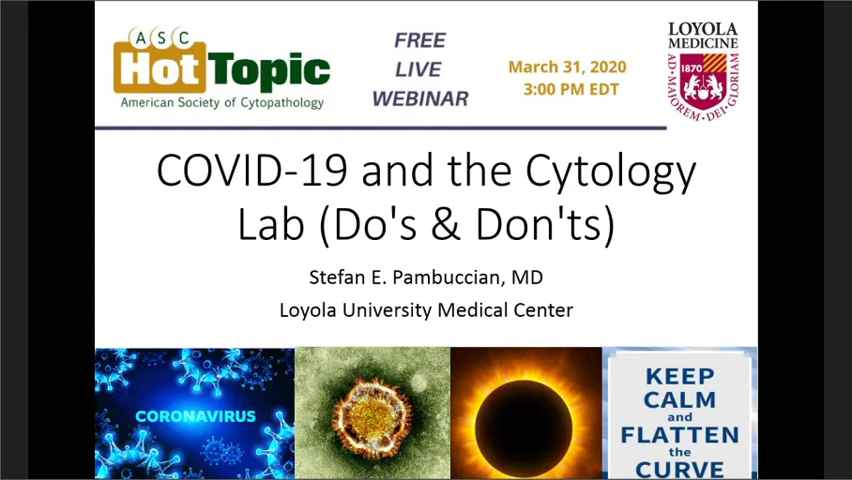 ASC
Hot Topic
American Society of Cytopathology
FREE
LIVE
WEBINAR
March 31, 2020
3:00 PM EDT
LOYOLA
MEDICINE
1870
AD·MAJOREM·DEI·GLORIAM
COVID-19 and the Cytology
Lab (Do's & Don'ts)
Stefan E. Pambuccian, MD
Loyola University Medical Center
CORONAVIRUS
KEEP
CALM
and
FLATTEN
the
CURVE